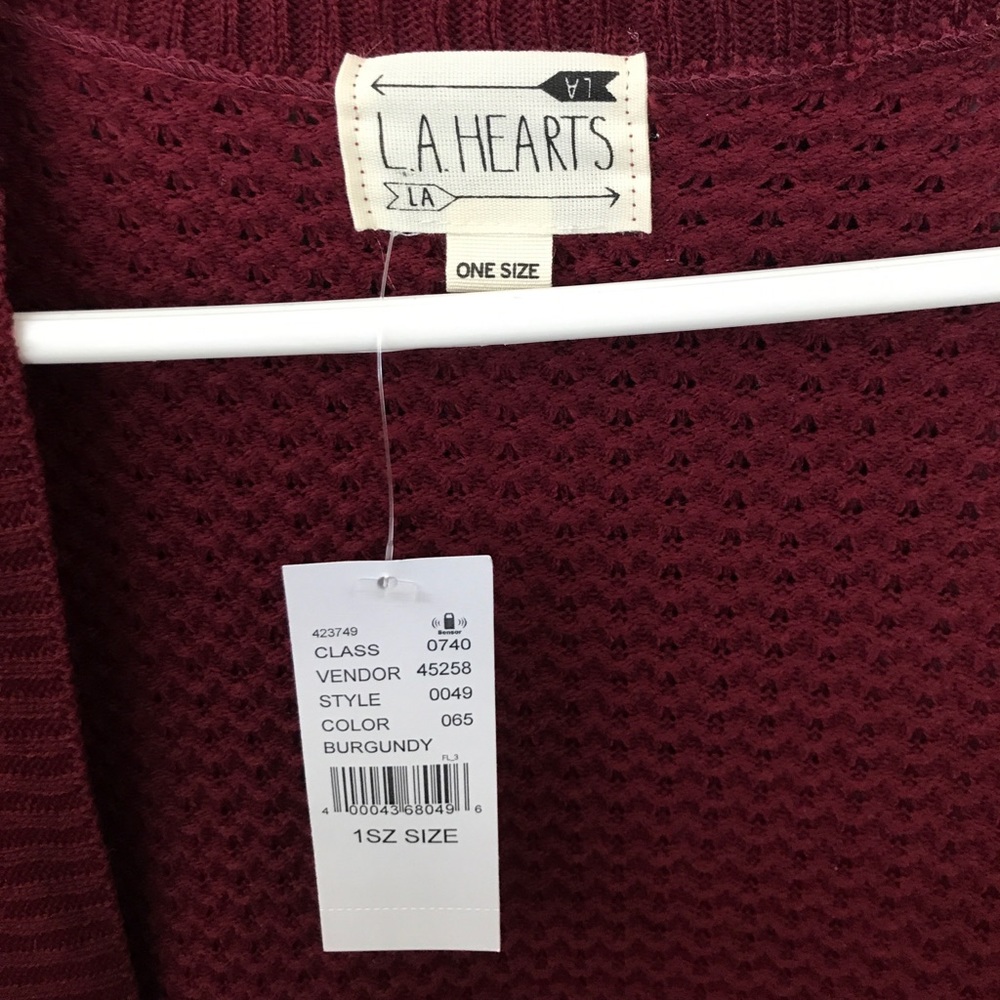 LA
L.A.HEARTS
LA
ONE SIZE
423749
Sensor
CLASS 0740
VENDOR 45258
STYLE 0049
COLOR 065
BURGUNDY
FL_3
4 00043 68049 6
1SZ SIZE